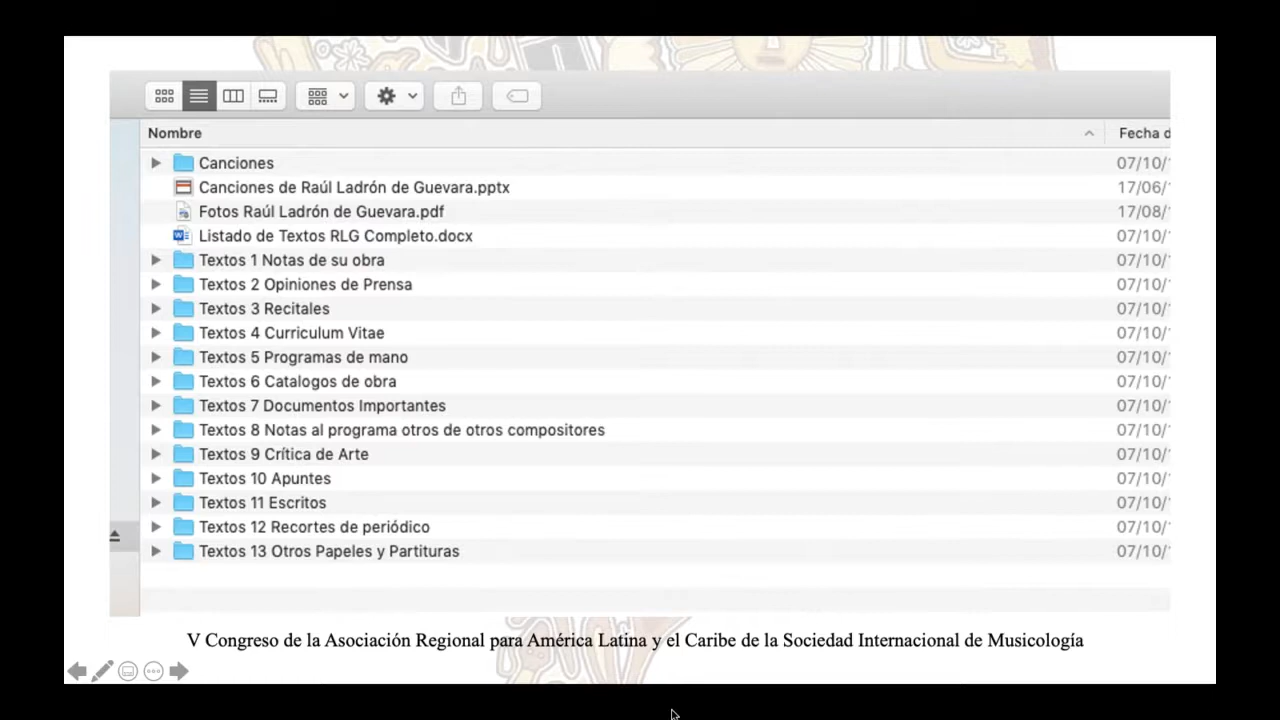 Nombre Fecha d
Canciones 07/10/
Canciones de Raúl Ladrón de Guevara.pptx 17/06/
Fotos Raúl Ladrón de Guevara.pdf 17/08/
Listado de Textos RLG Completo.docx 07/10/
Textos 1 Notas de su obra 07/10/
Textos 2 Opiniones de Prensa 07/10/
Textos 3 Recitales 07/10/
Textos 4 Curriculum Vitae 07/10/
Textos 5 Programas de mano 07/10/
Textos 6 Catalogos de obra 07/10/
Textos 7 Documentos Importantes 07/10/
Textos 8 Notas al programa otros de otros compositores 07/10/
Textos 9 Crítica de Arte 07/10/
Textos 10 Apuntes 07/10/
Textos 11 Escritos 07/10/
Textos 12 Recortes de periódico 07/10/
Textos 13 Otros Papeles y Partituras 07/10/
V Congreso de la Asociación Regional para América Latina y el Caribe de la Sociedad Internacional de Musicología